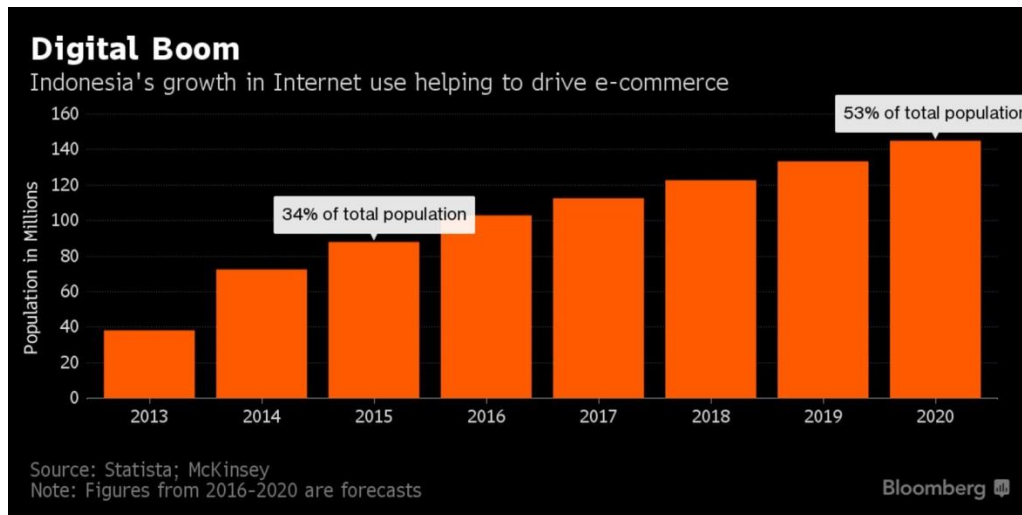 Digital Boom
Indonesia's growth in Internet use helping to drive e-commerce
160
53% of total population
140
120
34% of total population
100
80
60
40
20
0
Population in Millions
2013 2014 2015 2016 2017 2018 2019 2020
Source: Statista; McKinsey
Note: Figures from 2016-2020 are forecasts
Bloomberg